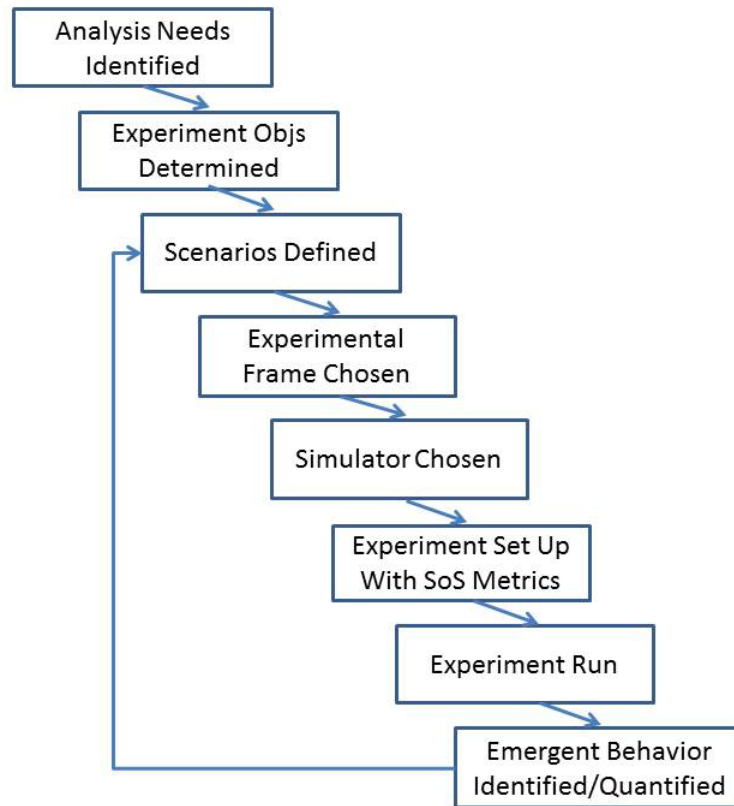 Analysis Needs
Identified
Experiment Objs
Determined
Scenarios Defined
Experimental
Frame Chosen
Simulator Chosen
Experiment Set Up
With SoS Metrics
Experiment Run
Emergent Behavior
Identified/Quantified